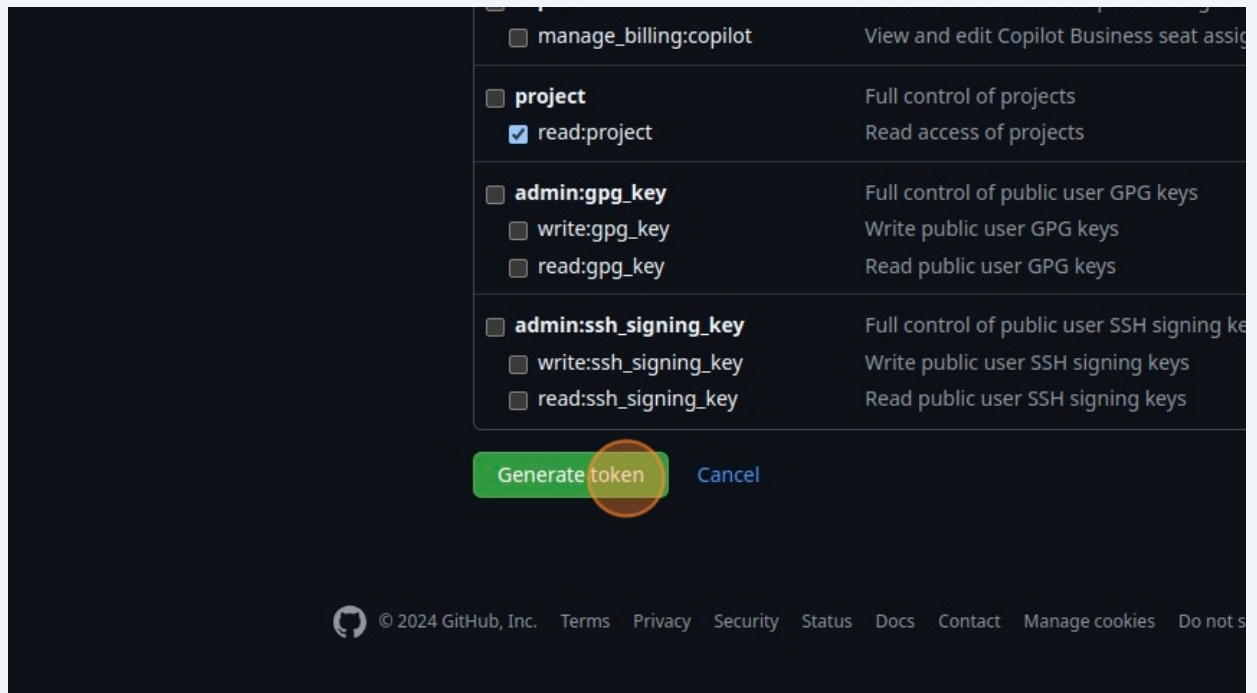 manage_billing:copilot View and edit Copilot Business seat
project Full control of projects
read:project Read access of projects
admin:gpg_key Full control of public user GPG keys
write:gpg_key Write public user GPG keys
read:gpg_key Read public user GPG keys
admin:ssh_signing_key Full control of public user SSH signing
write:ssh_signing_key Write public user SSH signing keys
read:ssh_signing_key Read public user SSH signing keys
Generate token Cancel
© 2024 GitHub, Inc. Terms Privacy Security Status Docs Contact Manage cookies Do not